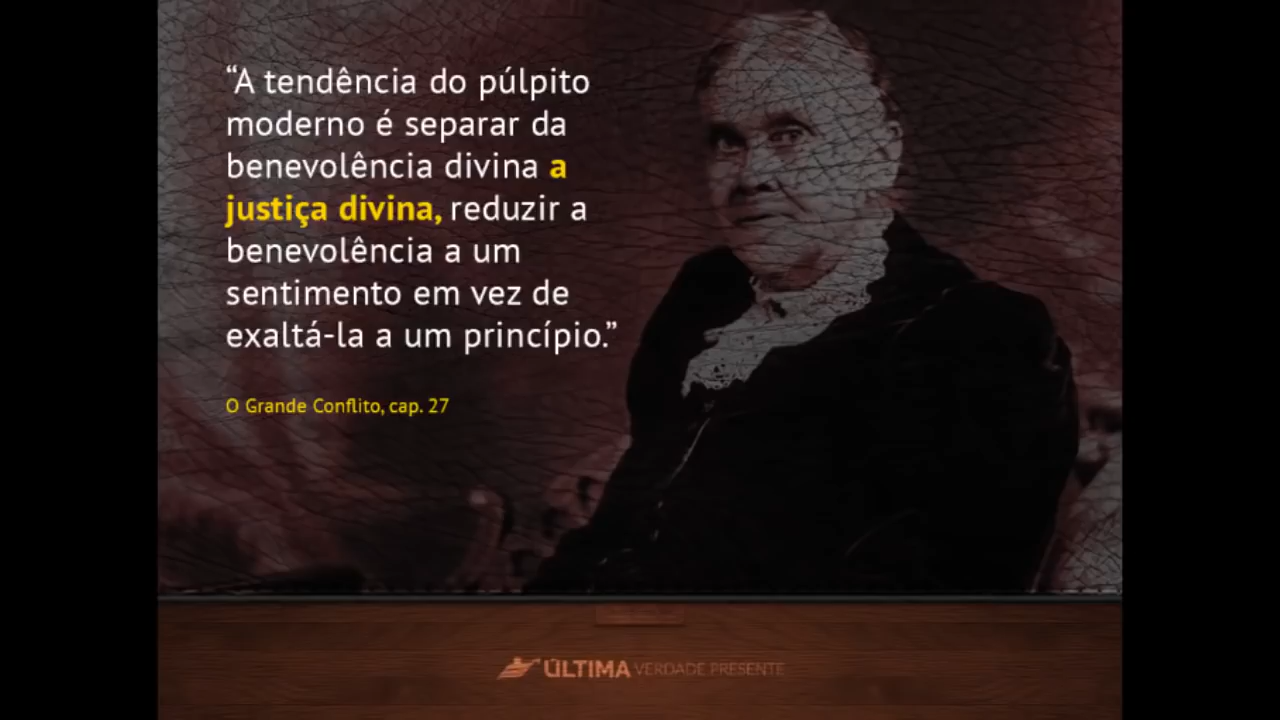 “A tendência do púlpito
moderno é separar da
benevolência divina a
justiça divina, reduzir a
benevolência a um
sentimento em vez de
exaltá-la a um princípio.”
O Grande Conflito, cap. 27
ÚLTIMA VERDADE PRESENTE